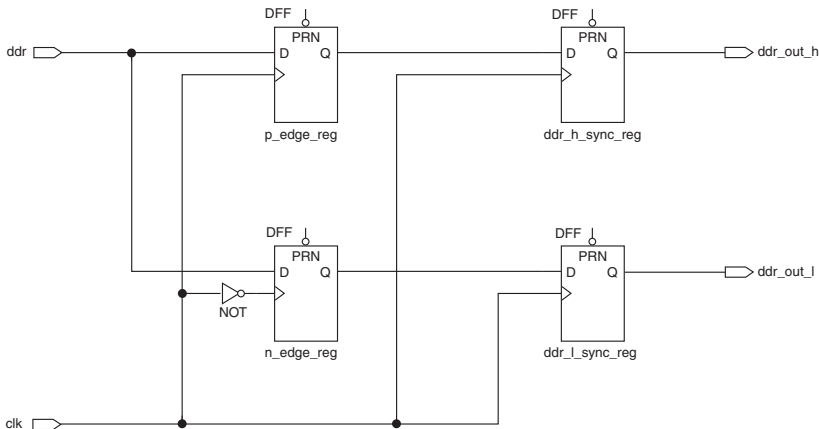 DFF DFF
PRN PRN
ddr D Q D Q ddr_out_h
p_edge_reg ddr_h_sync_reg
DFF DFF
PRN PRN
D Q D Q ddr_out_l
NOT
n_edge_reg ddr_l_sync_reg
clk